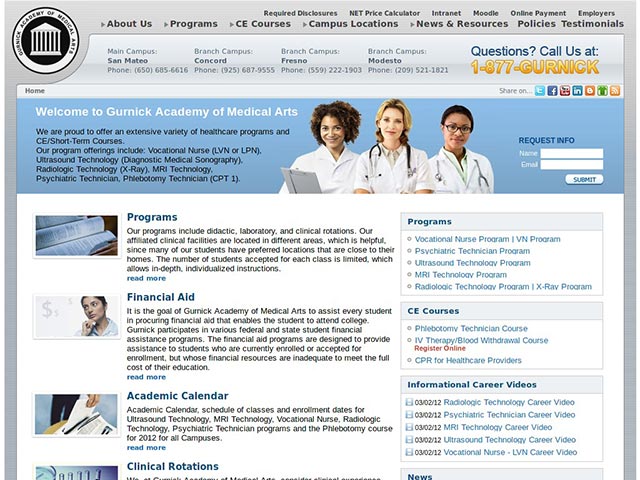 GURNICK ACADEMY OF MEDICAL ARTS
Required Disclosures NET Price Calculator Intranet Moodle Online Payment Employers
About Us Programs CE Courses Campus Locations News & Resources Policies Testimonials
Main Campus:
San Mateo
Phone: (650) 685-6616
Branch Campus:
Concord
Phone: (925) 687-9555
Branch Campus:
Fresno
Phone: (559) 222-1903
Branch Campus:
Modesto
Phone: (209) 521-1821
Questions? Call Us at:
1-877-GURNICK
Home
Share on...
Welcome to Gurnick Academy of Medical Arts
We are proud to offer an extensive variety of healthcare programs and
CE/Short-Term Courses.
Our program offerings include: Vocational Nurse (LVN or LPN),
Ultrasound Technology (Diagnostic Medical Sonography),
Radiologic Technology (X-Ray), MRI Technology,
Psychiatric Technician, Phlebotomy Technician (CPT 1).
REQUEST INFO
Name
Email
SUBMIT
Programs
Our programs include didactic, laboratory, and clinical rotations. Our
affiliated clinical facilities are located in different areas, which is helpful,
since many of our students have preferred locations that are close to their
homes. The number of students accepted for each class is limited, which
allows in-depth, individualized instructions.
read more
Financial Aid
It is the goal of Gurnick Academy of Medical Arts to assist every student
in procuring financial aid that enables the student to attend college.
Gurnick participates in various federal and state student financial
assistance programs. The financial aid programs are designed to provide
assistance to students who are currently enrolled or accepted for
enrollment, but whose financial resources are inadequate to meet the full
cost of their education.
read more
Academic Calendar
Academic Calendar, schedule of classes and enrollment dates for
Ultrasound Technology, MRI Technology, Vocational Nurse, Radiologic
Technology, Psychiatric Technician programs and the Phlebotomy course
for 2012 for all Campuses.
read more
Clinical Rotations
We, at Gurnick Academy of Medical Arts, consider clinical experience
Programs
Vocational Nurse Program | VN Program
Psychiatric Technician Program
Ultrasound Technology Program
MRI Technology Program
Radiologic Technology Program | X-Ray Program
CE Courses
Phlebotomy Technician Course
IV Therapy/Blood Withdrawal Course
Register Online
CPR for Healthcare Providers
Informational Career Videos
03/02/12 Radiologic Technology Career Video
03/02/12 Psychiatric Technician Career Video
03/02/12 MRI Technology Career Video
03/02/12 Ultrasound Technology Career Video
03/02/12 Vocational Nurse - LVN Career Video
News